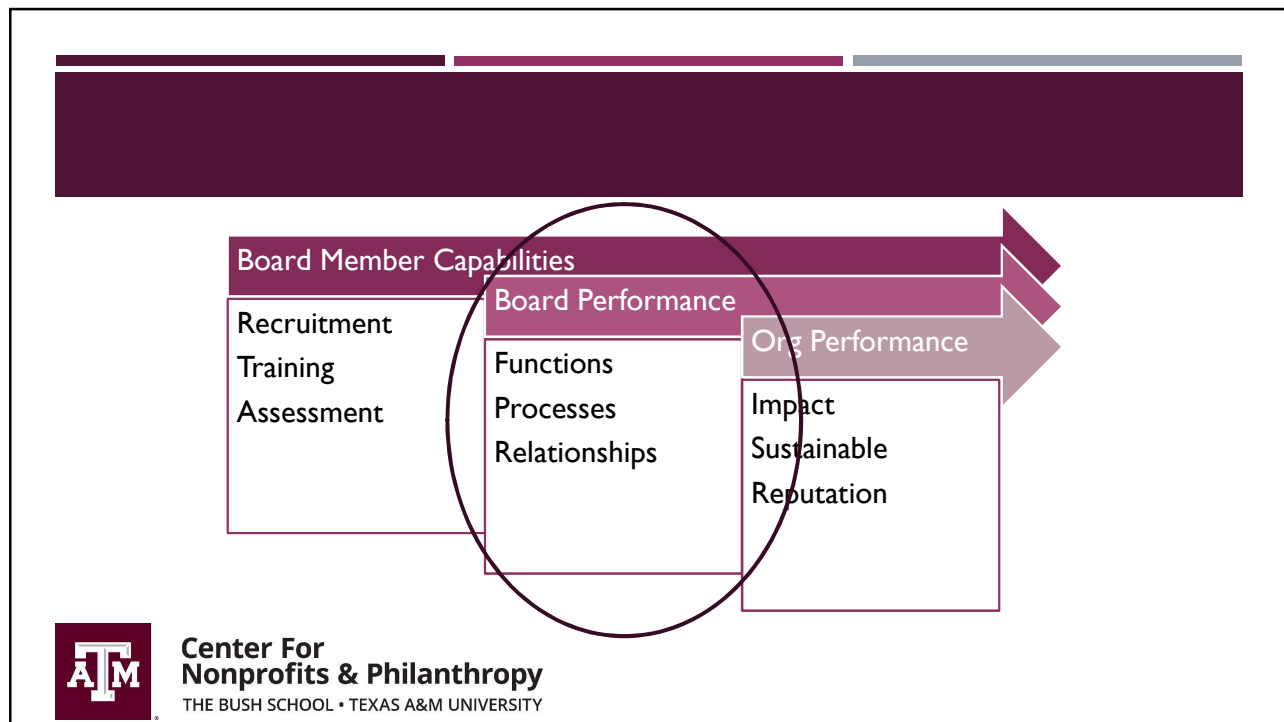 Board Member Capabilities
Recruitment
Training
Assessment
Board Performance
Functions
Processes
Relationships
Org Performance
Impact
Sustainable
Reputation
ATM
®
Center For
Nonprofits & Philanthropy
THE BUSH SCHOOL • TEXAS A&M UNIVERSITY